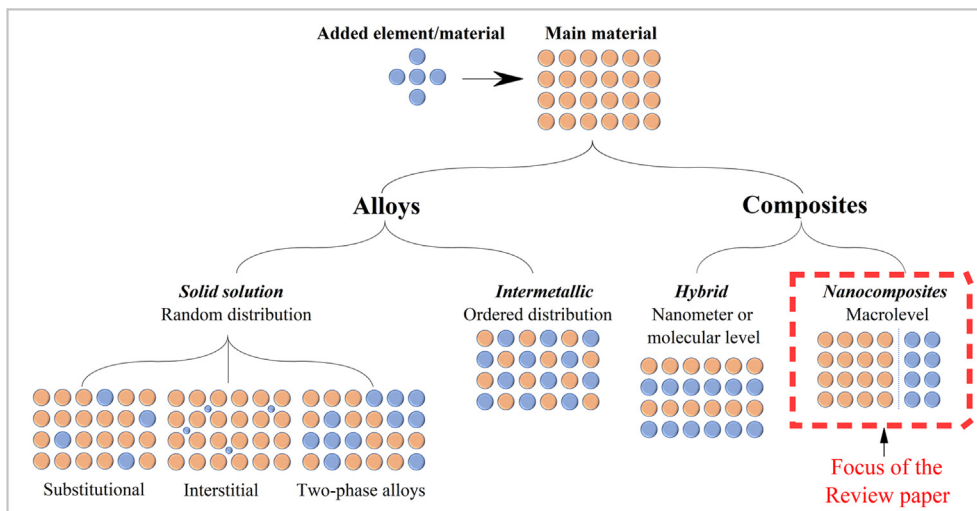 Added element/material
Main material
Alloys
Composites
Solid solution
Random distribution
Intermetallic
Ordered distribution
Hybrid
Nanometer or
molecular level
Nanocomposites
Macrolevel
Substitutional
Interstitial
Two-phase alloys
Focus of the
Review paper